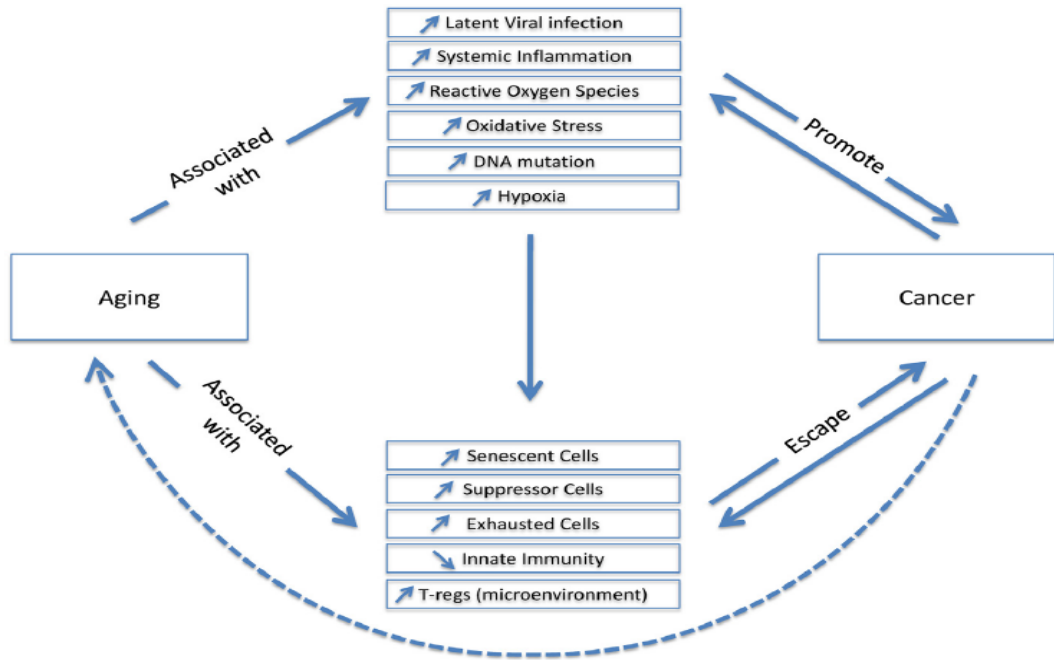 Latent Viral infection
Systemic Inflammation
Reactive Oxygen Species
Oxidative Stress
DNA mutation
Hypoxia
Associated
with
Promote
Aging
Cancer
Associated
with
Escape
Senescent Cells
Suppressor Cells
Exhausted Cells
Innate Immunity
T-regs (microenvironment)